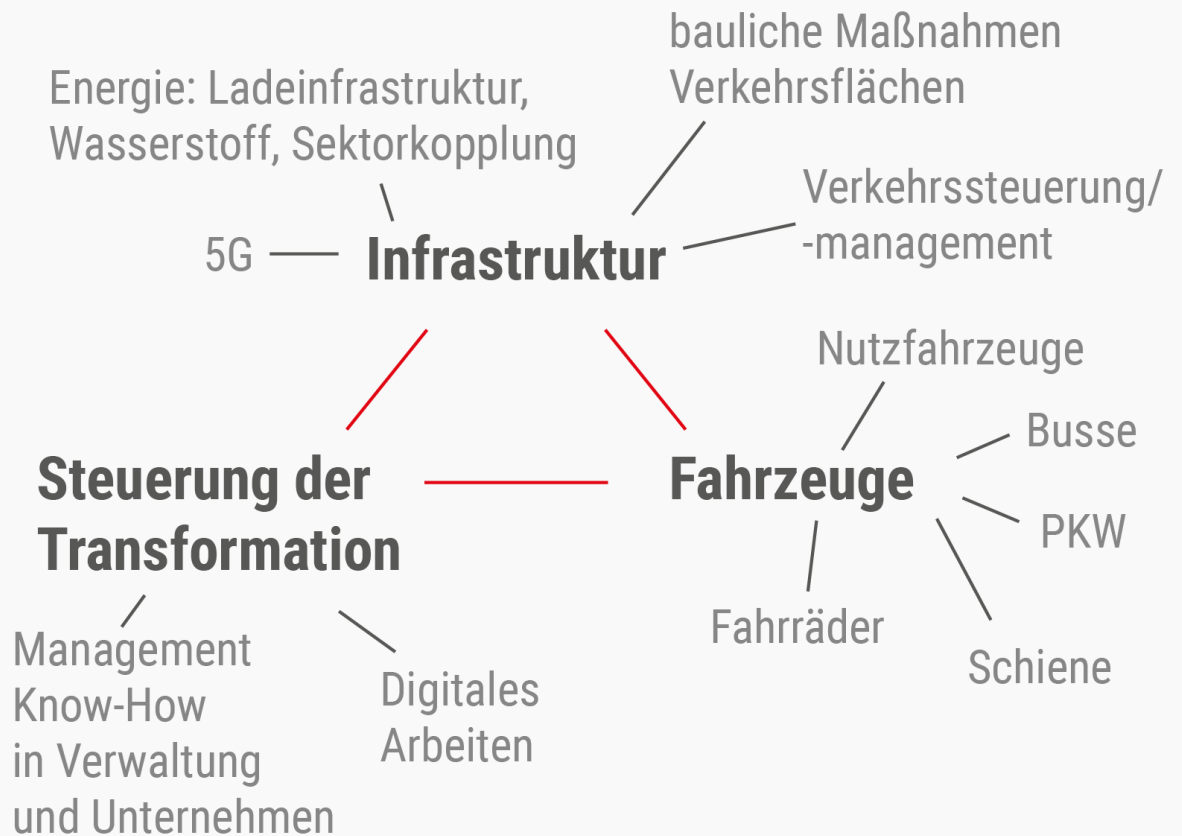 bauliche Maßnahmen
Verkehrsflächen
Energie: Ladeinfrastruktur,
Wasserstoff, Sektorkopplung
Verkehrssteuerung/
-management
5G
Infrastruktur
Nutzfahrzeuge
Busse
PKW
Steuerung der
Transformation
Fahrzeuge
Fahrräder
Schiene
Management
Know-How
in Verwaltung
und Unternehmen
Digitales
Arbeiten